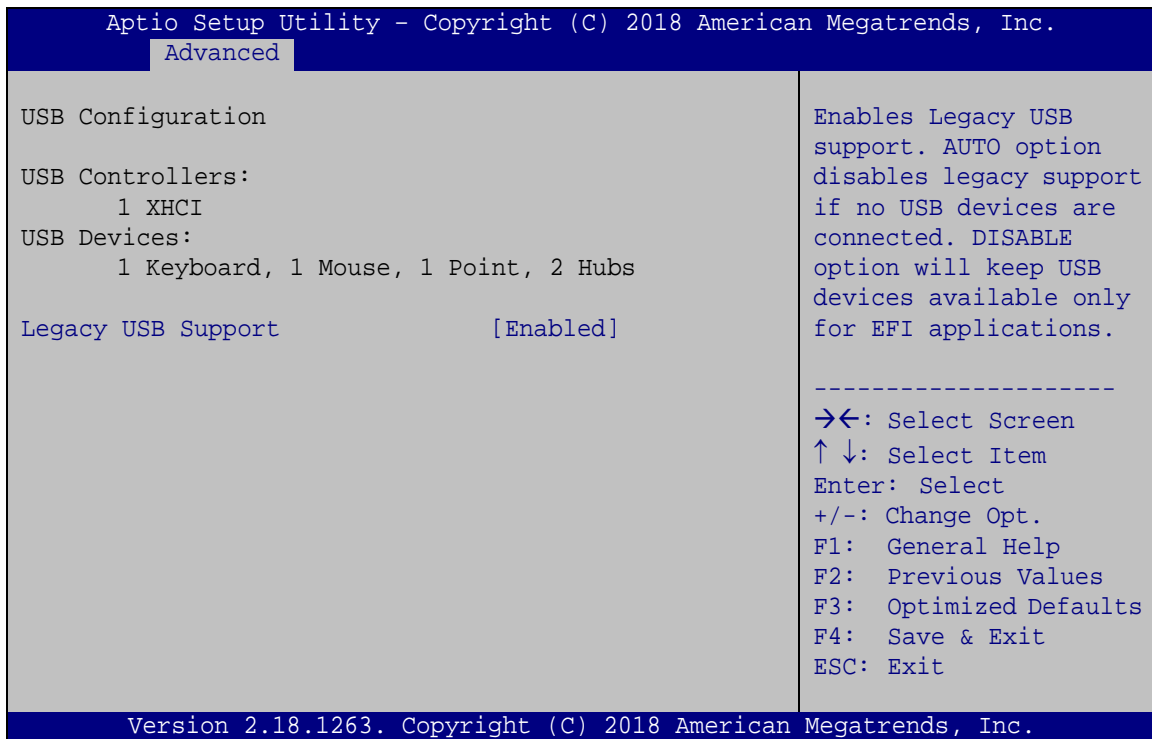 Aptio Setup Utility – Copyright (C) 2018 American Megatrends, Inc.
Advanced
USB Configuration
USB Controllers:
1 XHCI
USB Devices:
1 Keyboard, 1 Mouse, 1 Point, 2 Hubs
Legacy USB Support [Enabled]
Enables Legacy USB
support. AUTO option
disables legacy support
if no USB devices are
connected. DISABLE
option will keep USB
devices available only
for EFI applications.
---------------------
→←: Select Screen
↑ ↓: Select Item
Enter: Select
+/-: Change Opt.
F1: General Help
F2: Previous Values
F3: Optimized Defaults
F4: Save & Exit
ESC: Exit
Version 2.18.1263. Copyright (C) 2018 American Megatrends, Inc.